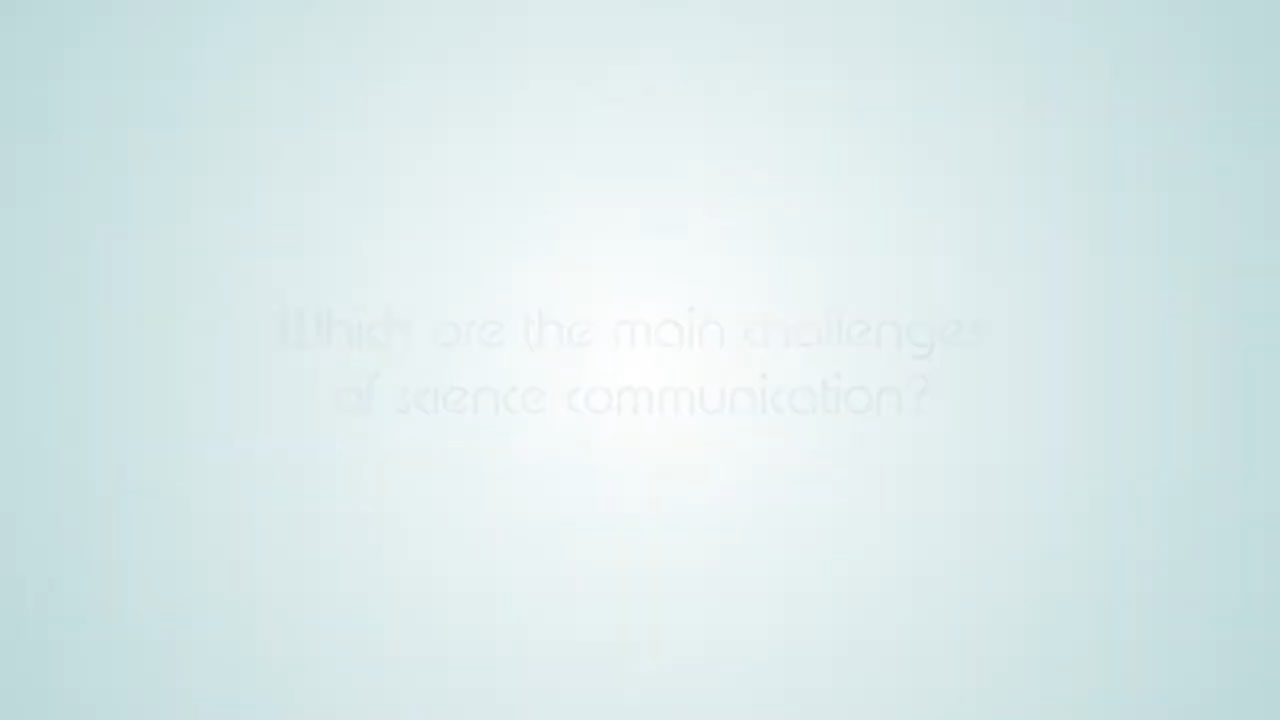 Which are the main challenges
of science communication?